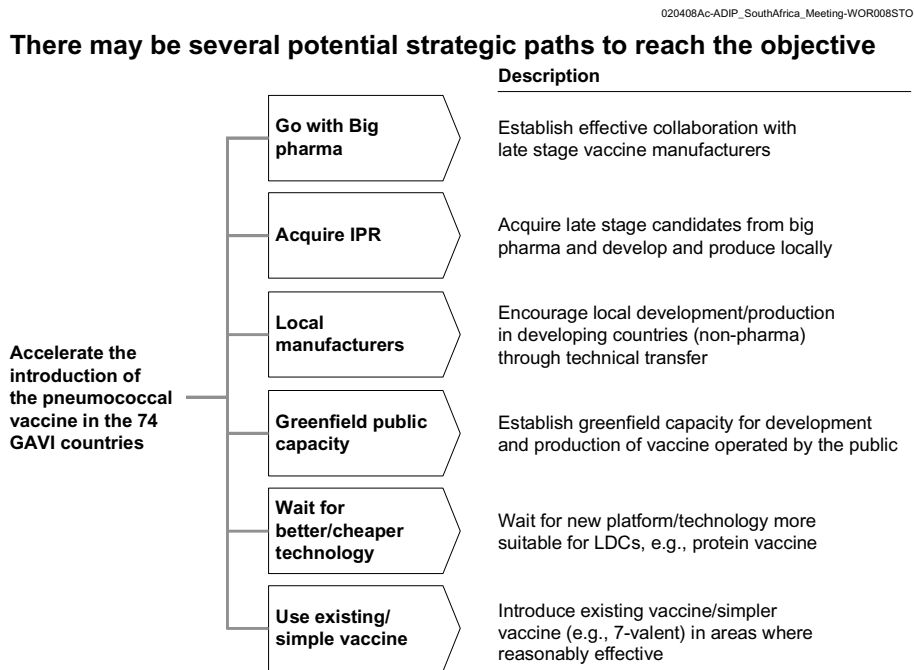 020408Ac-ADIP_SouthAfrica_Meeting-WOR008STO
There may be several potential strategic paths to reach the objective
Description
Accelerate the
introduction of
the pneumococcal
vaccine in the 74
GAVI countries
Go with Big
pharma
Establish effective collaboration with
late stage vaccine manufacturers
Acquire IPR
Acquire late stage candidates from big
pharma and develop and produce locally
Local
manufacturers
Encourage local development/production
in developing countries (non-pharma)
through technical transfer
Greenfield public
capacity
Establish greenfield capacity for development
and production of vaccine operated by the public
Wait for
better/cheaper
technology
Wait for new platform/technology more
suitable for LDCs, e.g., protein vaccine
Use existing/
simple vaccine
Introduce existing vaccine/simpler
vaccine (e.g., 7-valent) in areas where
reasonably effective